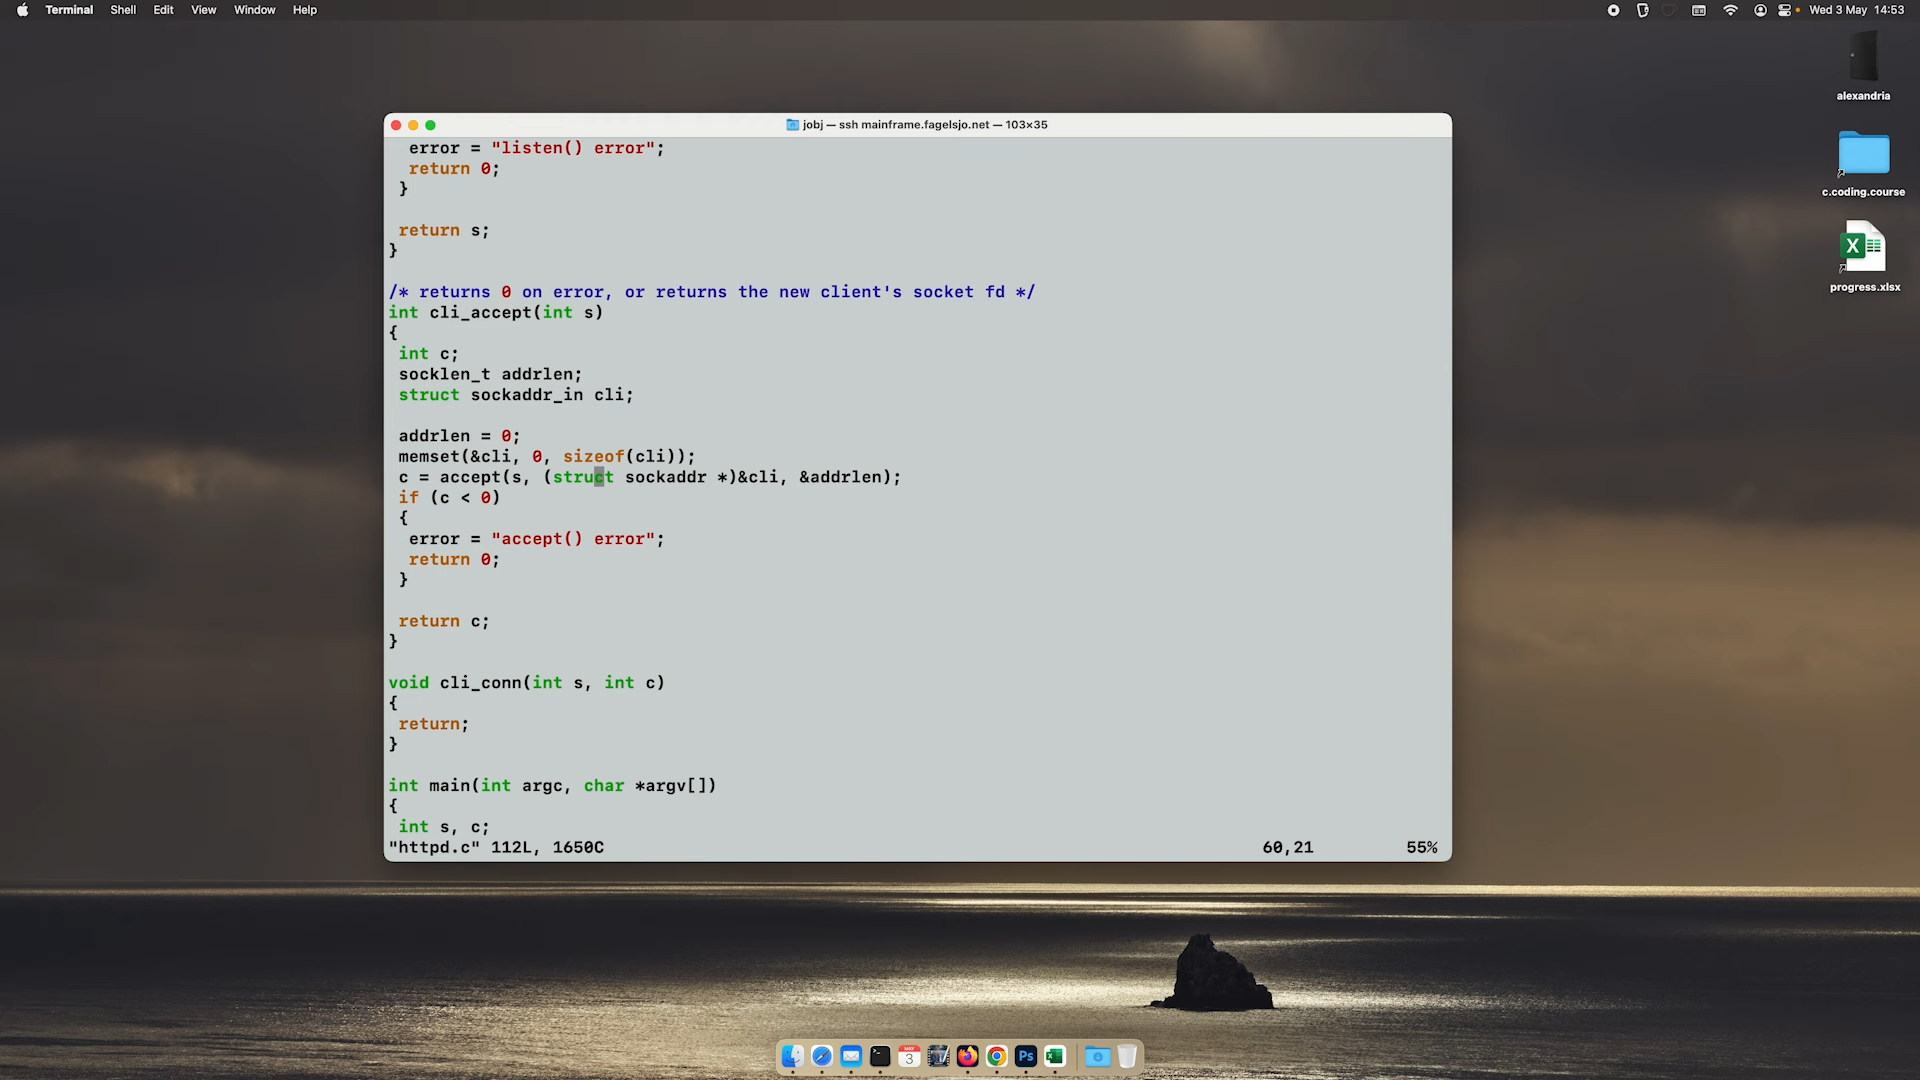 Terminal Shell Edit View Window Help
Wed 3 May 14:53
alexandria
c.coding.course
progress.xlsx
jobj — ssh mainframe.fagelsjo.net — 103×35
error = "listen() error";
return 0;
}
return s;
}
/* returns 0 on error, or returns the new client's socket fd */
int cli_accept(int s)
{
int c;
socklen_t addrlen;
struct sockaddr_in cli;
addrlen = 0;
memset(&cli, 0, sizeof(cli));
c = accept(s, (struct sockaddr *)&cli, &addrlen);
if (c < 0)
{
error = "accept() error";
return 0;
}
return c;
}
void cli_conn(int s, int c)
{
return;
}
int main(int argc, char *argv[])
{
int s, c;
"httpd.c" 112L, 1650C 60,21 55%
MAY
3
Ps
X
X